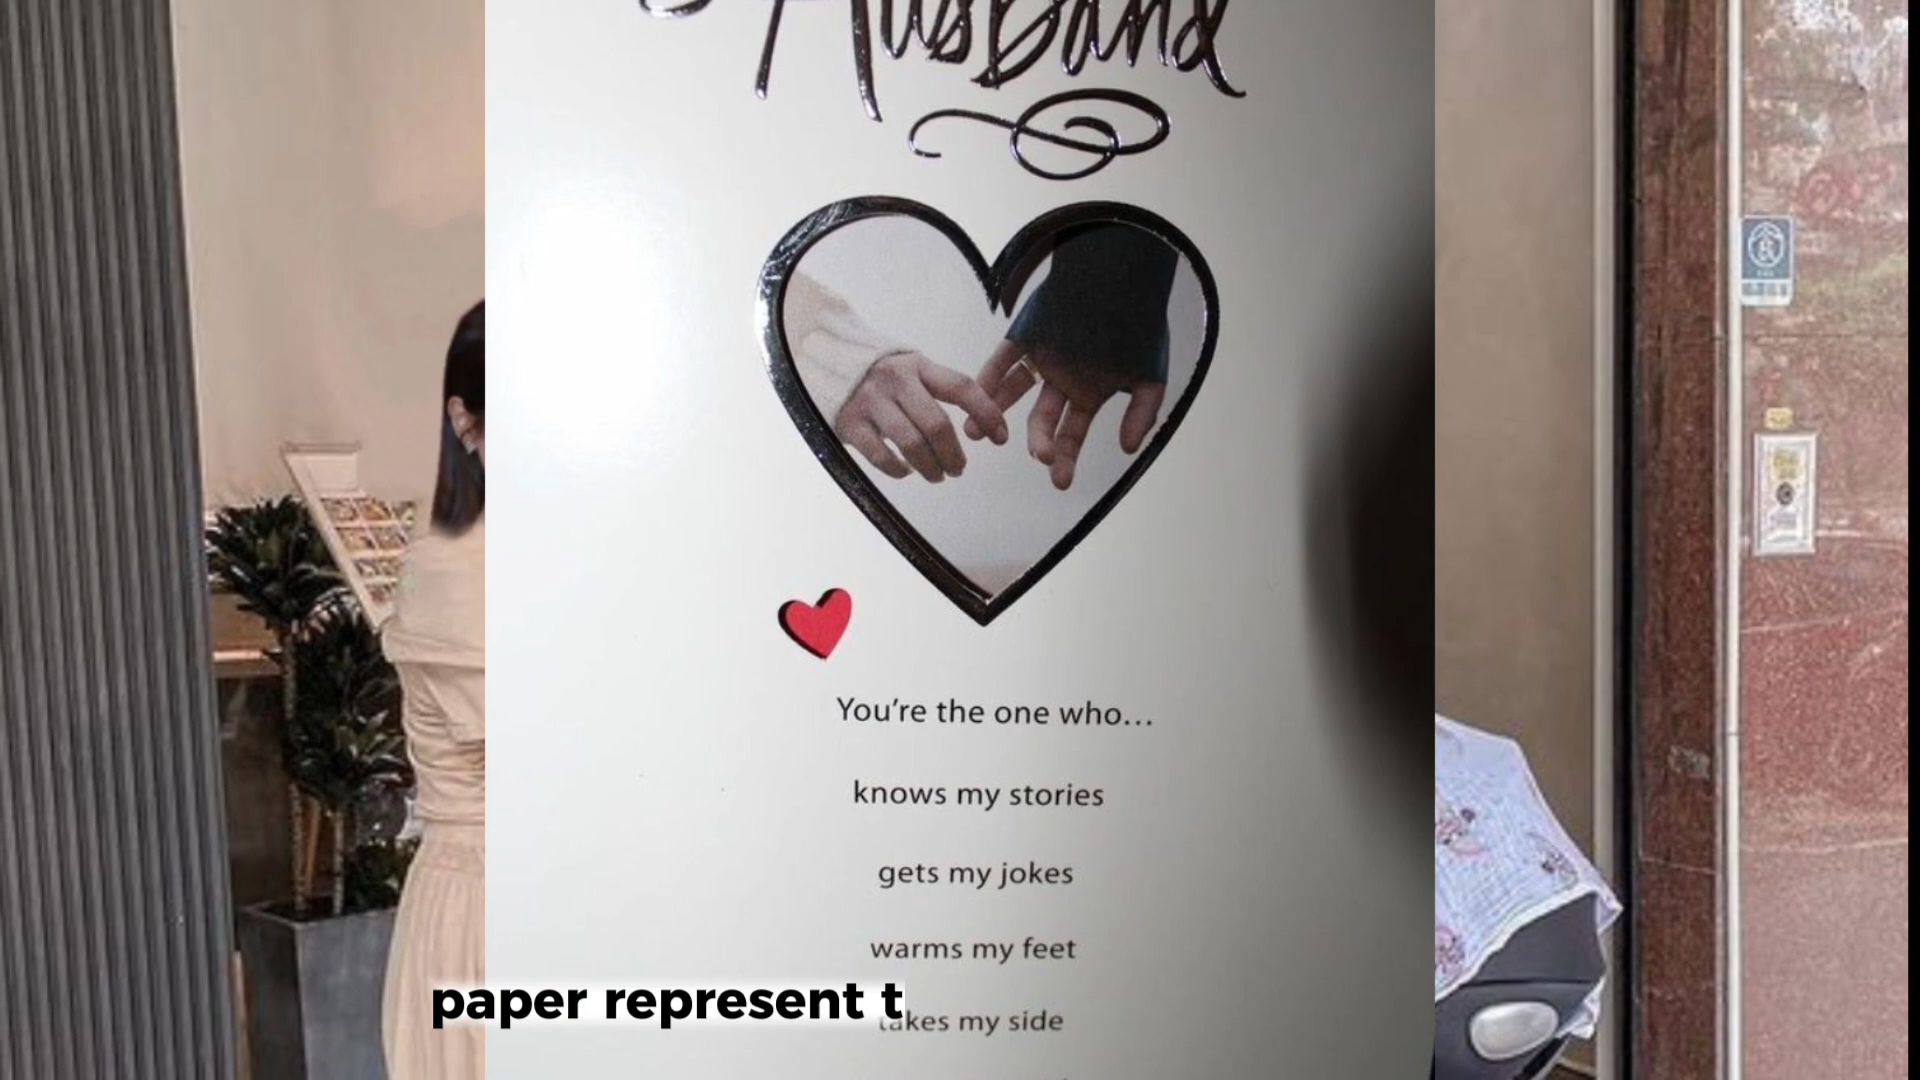 Husband
You're the one who...
knows my stories
gets my jokes
warms my feet
takes my side
paper represent t